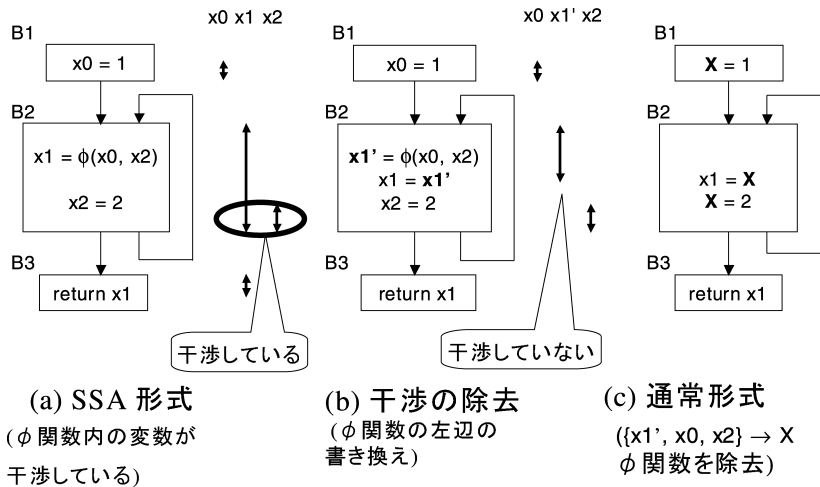 x0 x1 x2
B1
x0 = 1
B2
x1 = ϕ(x0, x2)
x2 = 2
B3
return x1
干渉している
(a) SSA 形式
(φ関数内の変数が
干渉している)
x0 x1' x2
B1
x0 = 1
B2
x1' = ϕ(x0, x2)
x1 = x1'
x2 = 2
B3
return x1
干渉していない
(b) 干渉の除去
(φ関数の左辺の
書き換え)
B1
X = 1
B2
x1 = X
X = 2
B3
return x1
(c) 通常形式
({x1', x0, x2} → X
φ関数を除去)